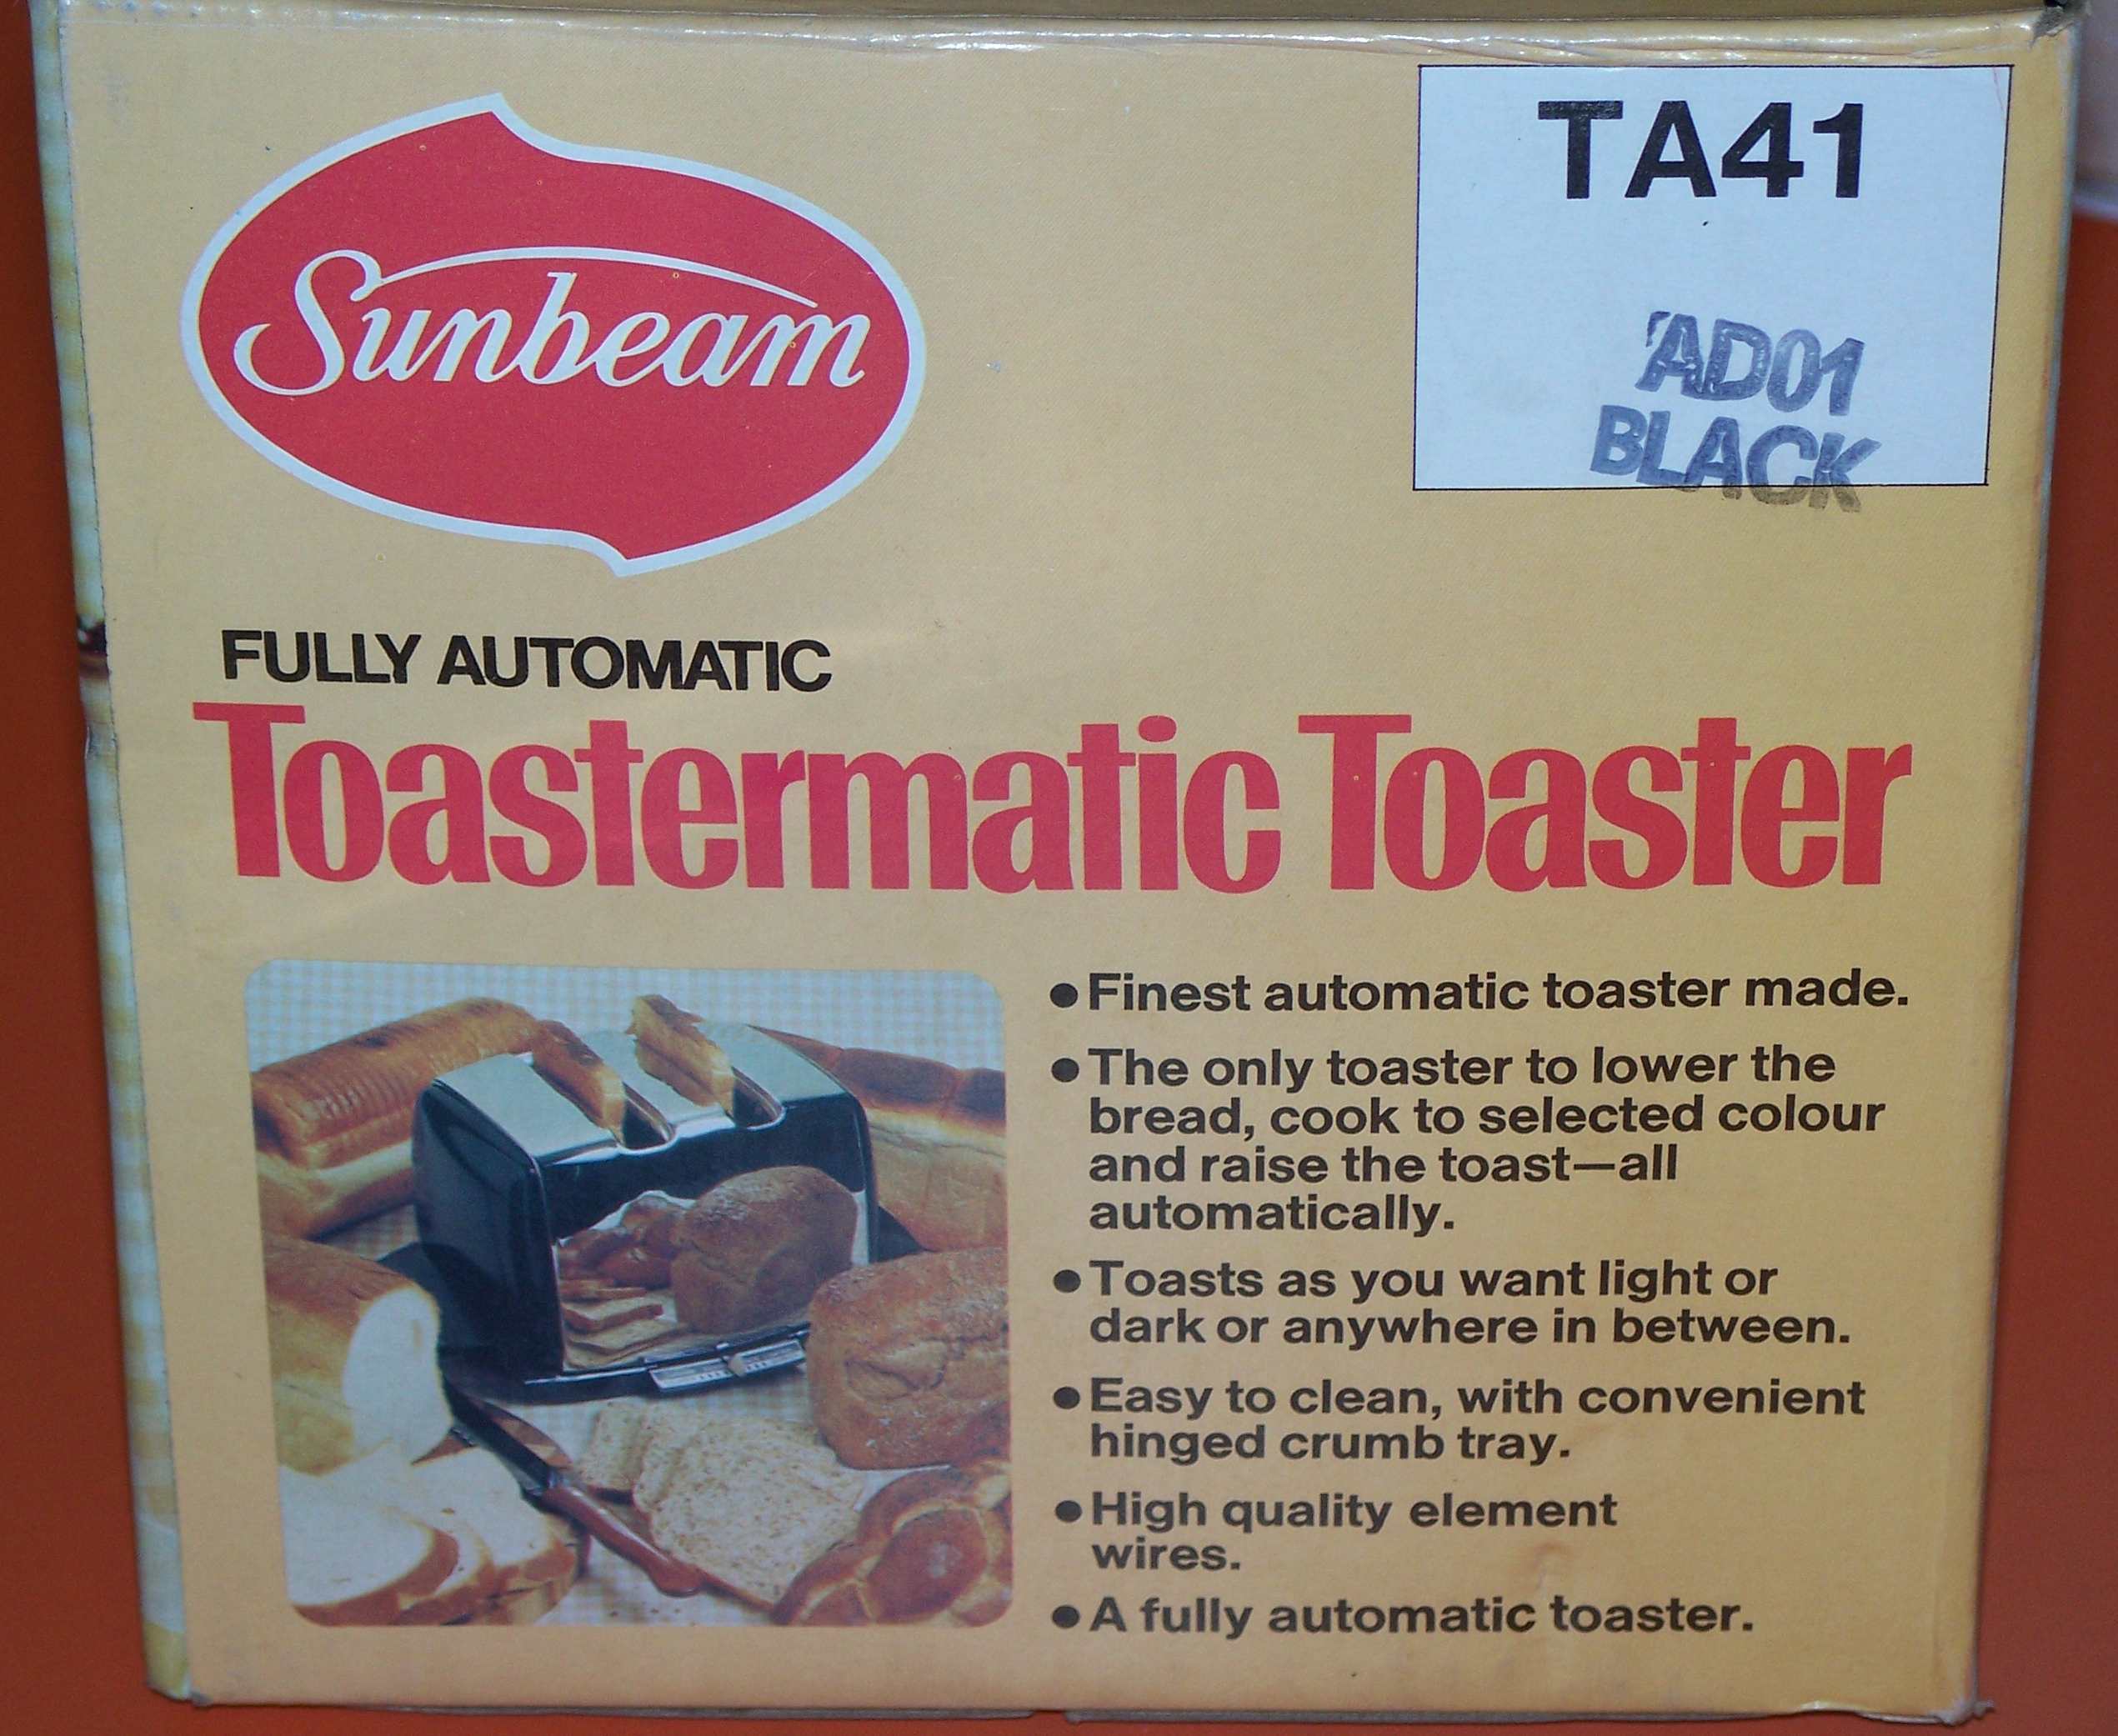 Sunbeam
TA41
AD01
BLACK
FULLY AUTOMATIC
Toastermatic Toaster
● Finest automatic toaster made.
● The only toaster to lower the
bread, cook to selected colour
and raise the toast—all
automatically.
● Toasts as you want light or
dark or anywhere in between.
● Easy to clean, with convenient
hinged crumb tray.
● High quality element
wires.
● A fully automatic toaster.